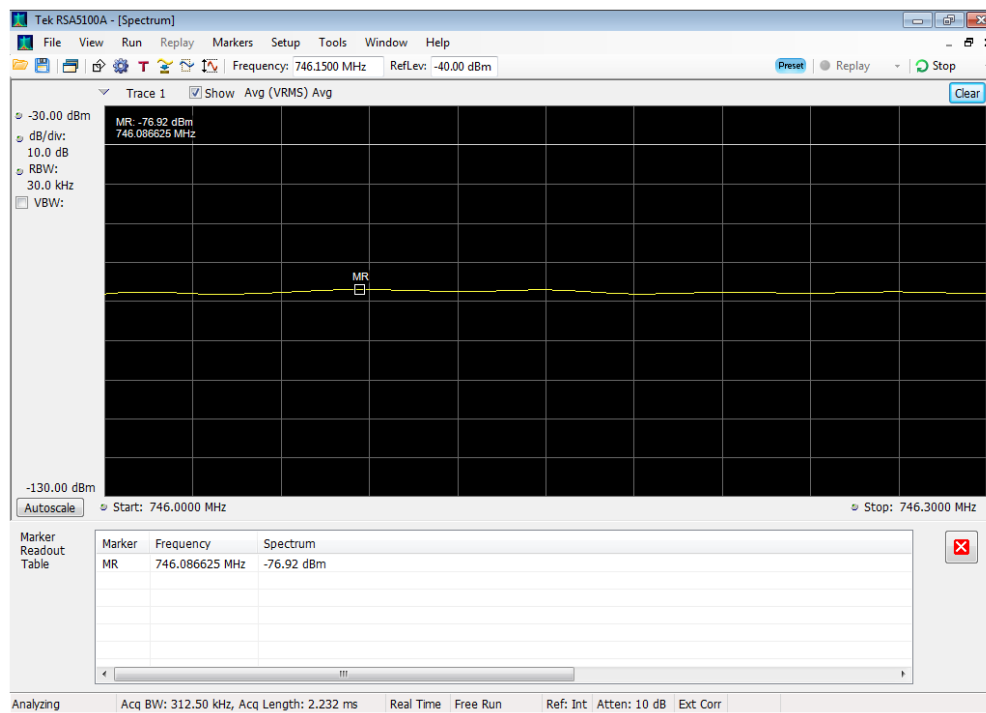 Tek RSA5100A - [Spectrum]
File View Run Replay Markers Setup Tools Window Help
T Frequency: 746.1500 MHz RefLev: -40.00 dBm Preset Replay Stop
Trace 1 Show Avg (VRMS) Avg Clear
-30.00 dBm
dB/div:
10.0 dB
RBW:
30.0 kHz
VBW:
MR: -76.92 dBm
746.086625 MHz
MR
-130.00 dBm
Autoscale Start: 746.0000 MHz Stop: 746.3000 MHz
Marker
Readout
Table
Marker Frequency Spectrum
MR 746.086625 MHz -76.92 dBm
Analyzing Acq BW: 312.50 kHz, Acq Length: 2.232 ms Real Time Free Run Ref: Int Atten: 10 dB Ext Corr